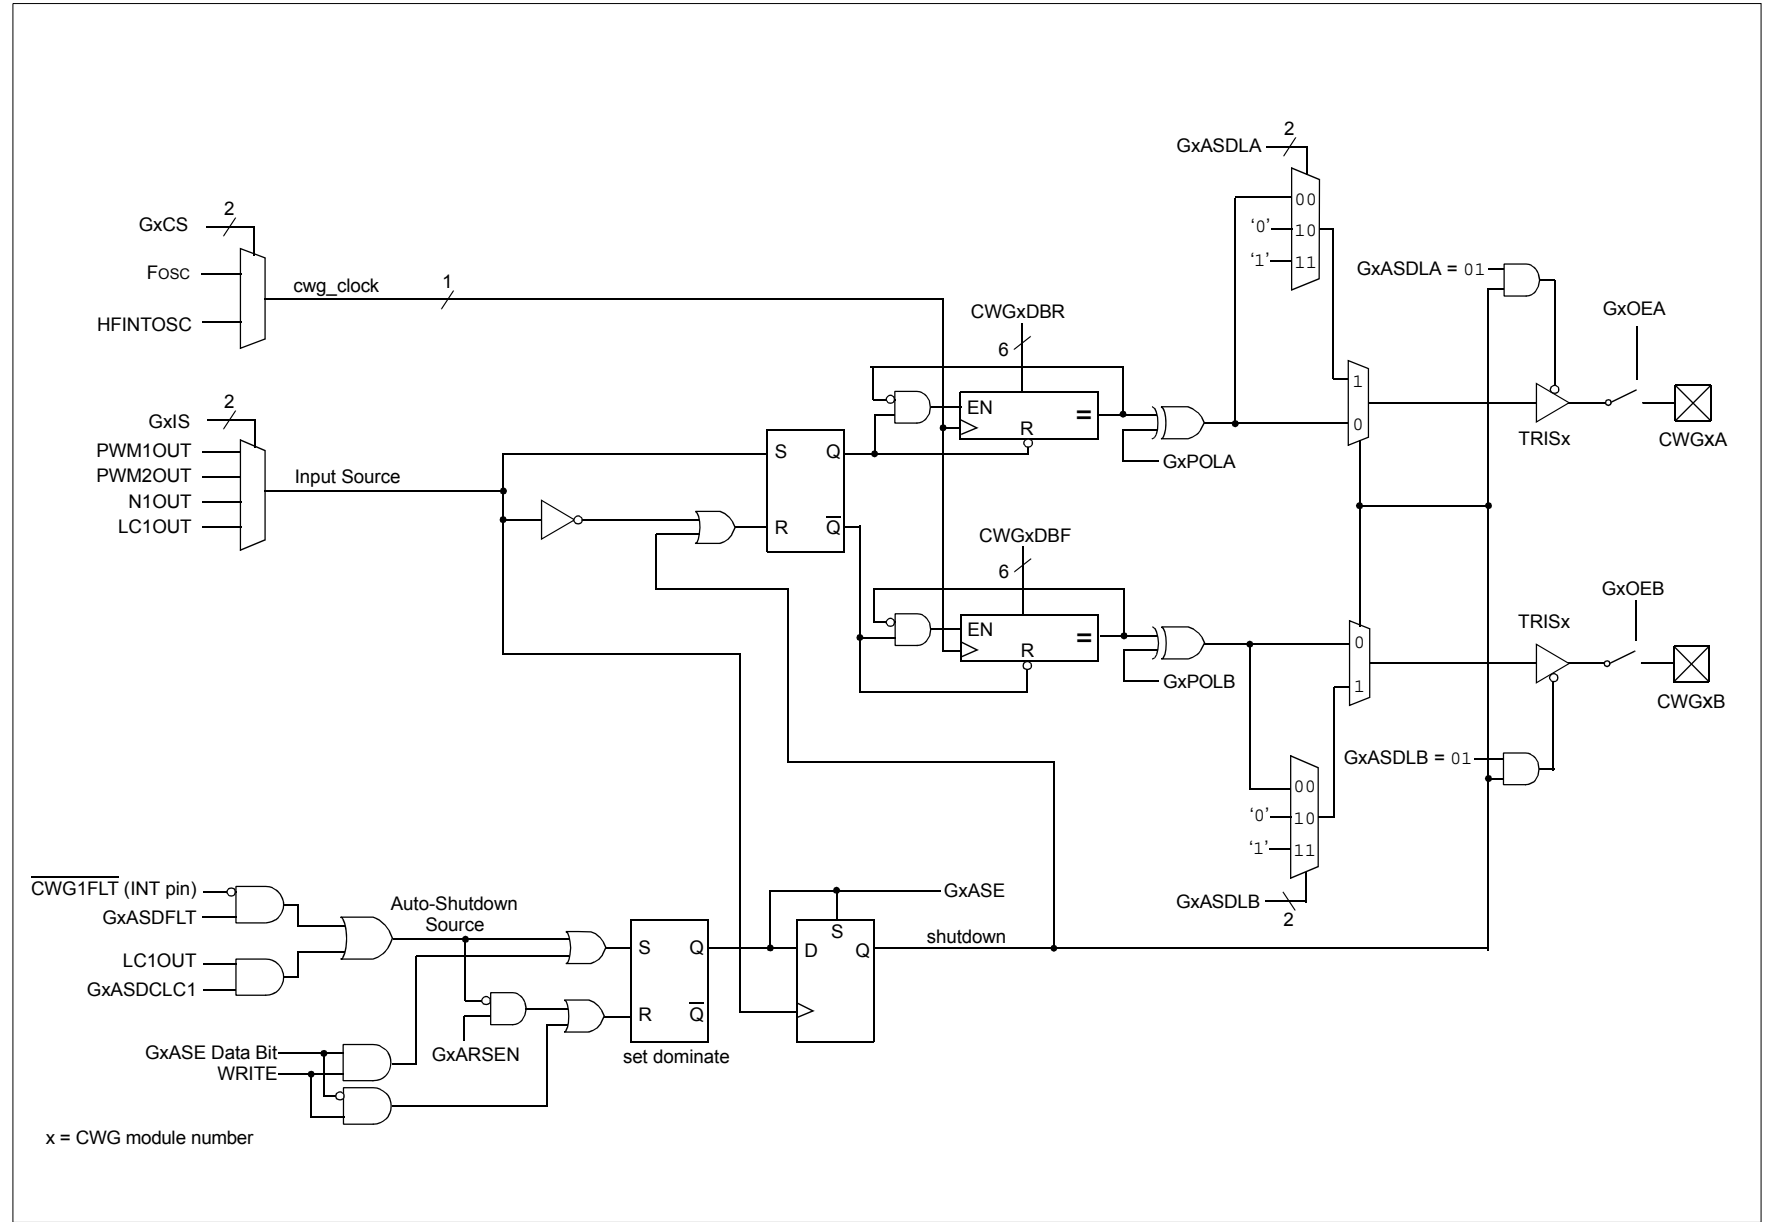 GxASDLA
2
00
'0'
10
'1'
11
GxCS
2
FOSC
HFINTOSC
cwg_clock
1
GxASDLA = 01
GxOEA
CWGxDBR
6
EN
=
R
GxPOLA
1
0
TRISx
CWGxA
GxIS
2
PWM1OUT
PWM2OUT
N1OUT
LC1OUT
Input Source
S
Q
R
Q
CWGxDBF
6
EN
=
R
GxPOLB
0
1
TRISx
GxOEB
CWGxB
GxASDLB = 01
00
'0'
10
'1'
11
GxASDLB
2
CWG1FLT (INT pin)
GxASDFLT
LC1OUT
GxASDCLC1
Auto-Shutdown
Source
GxARSEN
GxASE Data Bit
WRITE
S
Q
R
Q
set dominate
GxASE
S
D
Q
shutdown
x = CWG module number